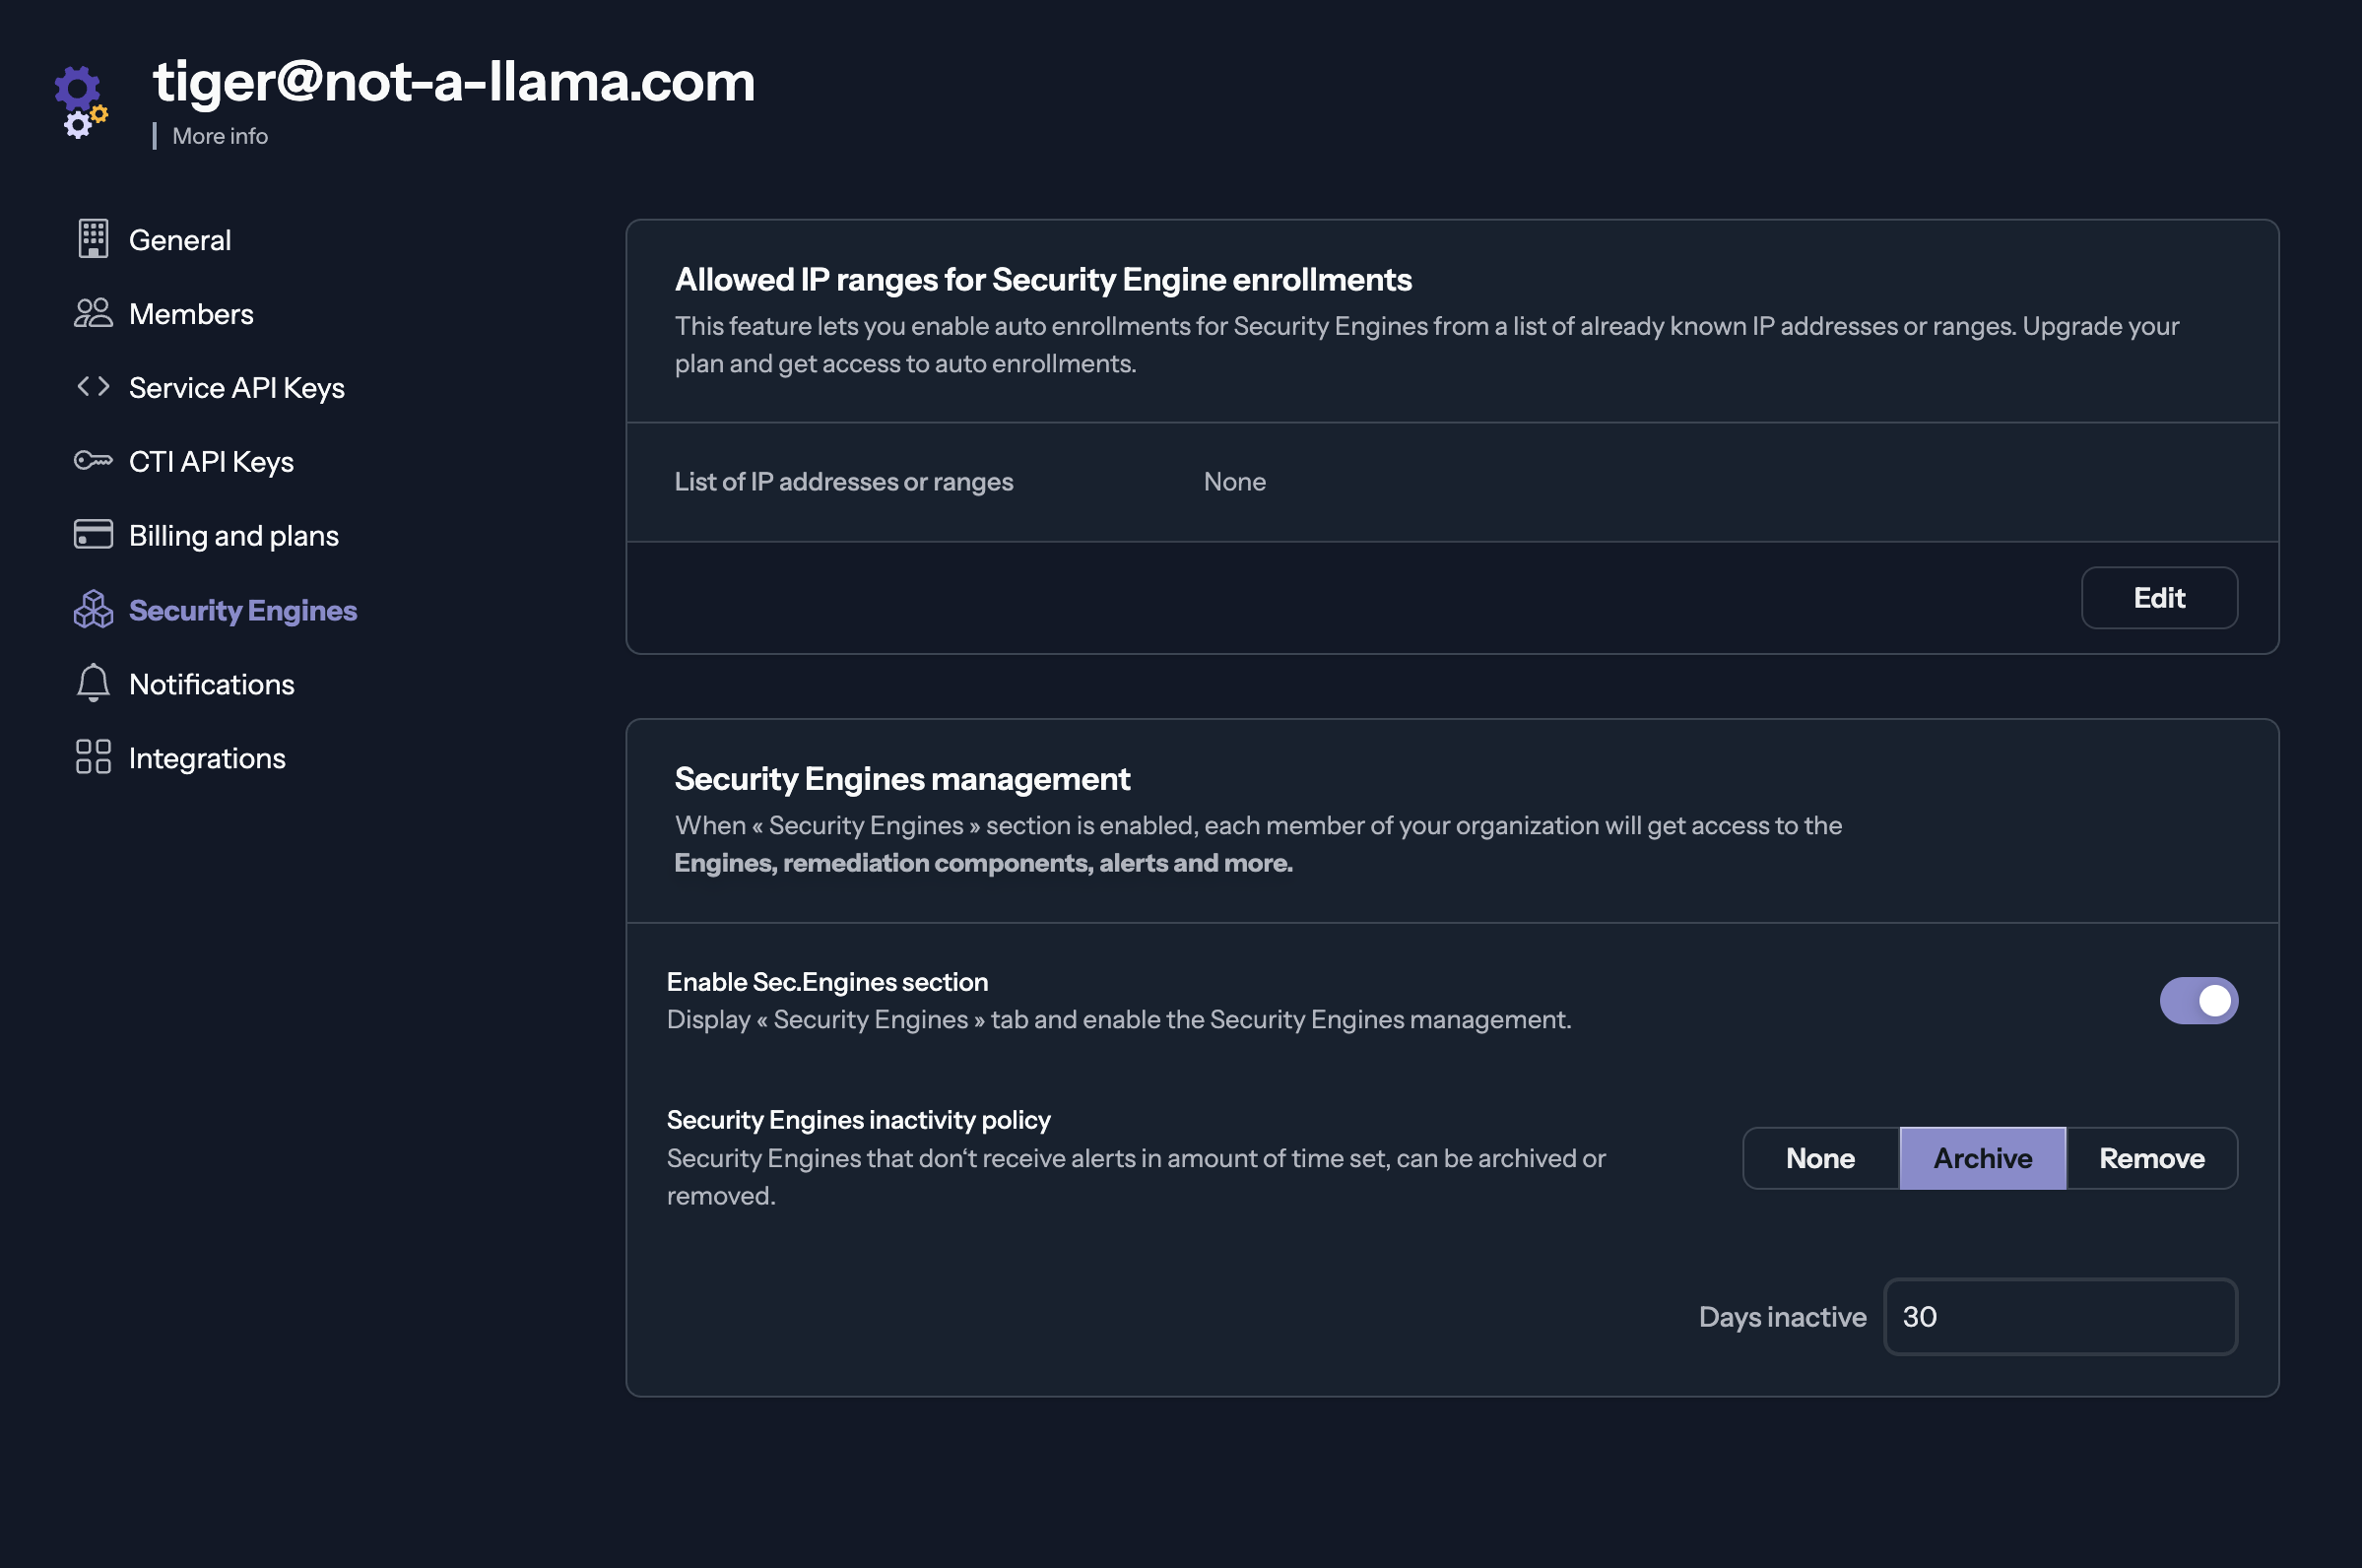 tiger@not-a-llama.com
More info
General
Members
Service API Keys
CTI API Keys
Billing and plans
Security Engines
Notifications
Integrations
Allowed IP ranges for Security Engine enrollments
This feature lets you enable auto enrollments for Security Engines from a list of already known IP addresses or ranges. Upgrade your
plan and get access to auto enrollments.
List of IP addresses or ranges None
Edit
Security Engines management
When « Security Engines » section is enabled, each member of your organization will get access to the
Engines, remediation components, alerts and more.
Enable Sec.Engines section
Display « Security Engines » tab and enable the Security Engines management.
Security Engines inactivity policy
Security Engines that don‘t receive alerts in amount of time set, can be archived or
removed.
None Archive Remove
Days inactive 30